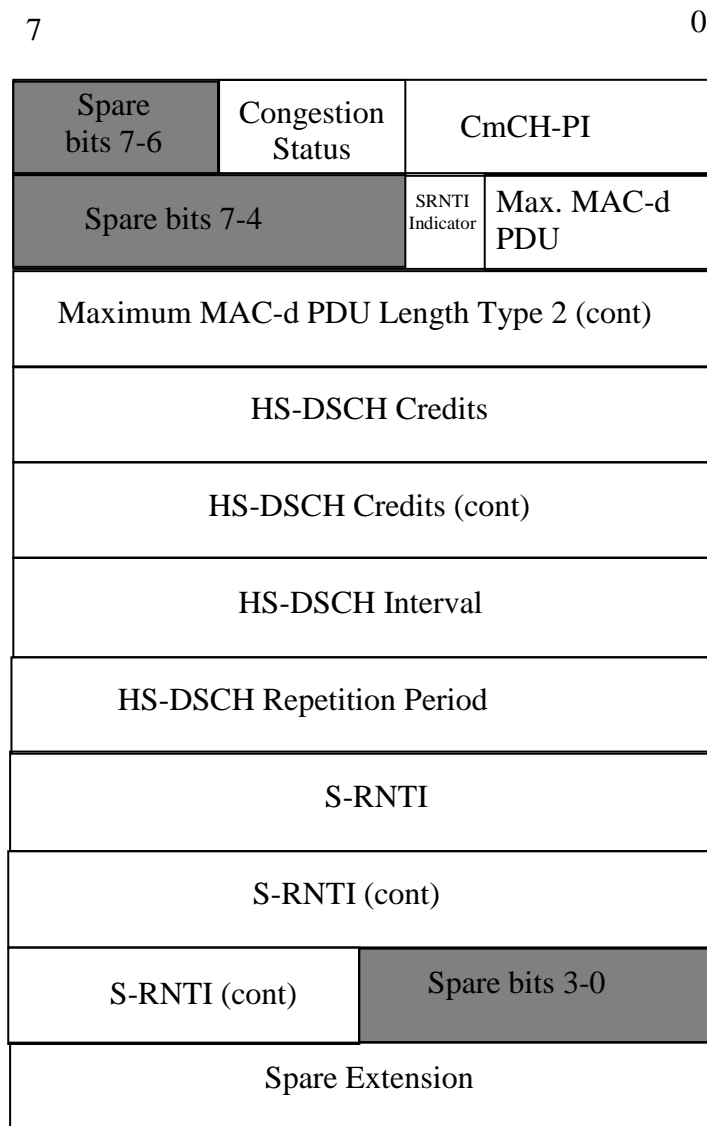 7 0
Spare
bits 7-6
Congestion
Status
CmCH-PI
Spare bits 7-4
SRNTI
Indicator
Max. MAC-d
PDU
Maximum MAC-d PDU Length Type 2 (cont)
HS-DSCH Credits
HS-DSCH Credits (cont)
HS-DSCH Interval
HS-DSCH Repetition Period
S-RNTI
S-RNTI (cont)
S-RNTI (cont)
Spare bits 3-0
Spare Extension